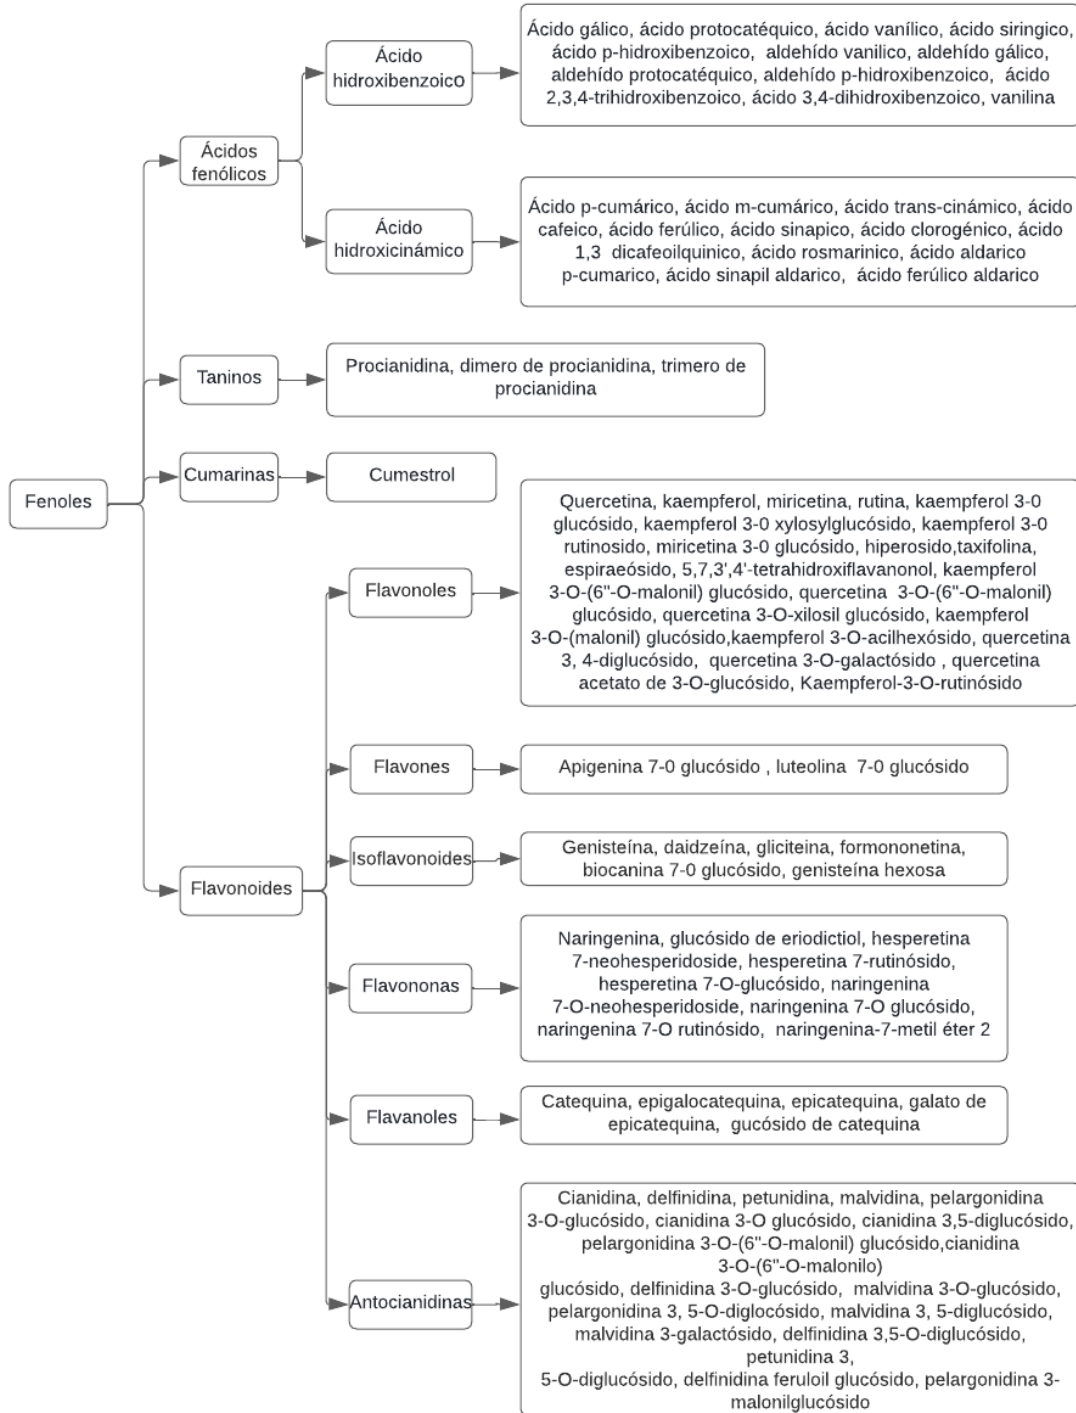 Ácido
hidroxibenzoico
Ácido gálico, ácido protocatéquico, ácido vanílico, ácido siringico,
ácido p-hidroxibenzoico, aldehído vanilico, aldehído gálico,
aldehído protocatéquico, aldehído p-hidroxibenzoico, ácido
2,3,4-trihidroxibenzoico, ácido 3,4-dihidroxibenzoico, vanilina
Ácidos
fenólicos
Ácido
hidroxicinámico
Ácido p-cumárico, ácido m-cumárico, ácido trans-cinámico, ácido
cafeico, ácido ferúlico, ácido sinapico, ácido clorogénico, ácido
1,3 dicafeoilquinico, ácido rosmarinico, ácido aldarico
p-cumarico, ácido sinapil aldarico, ácido ferúlico aldarico
Taninos
Procianidina, dimero de procianidina, trimero de
procianidina
Cumarinas
Cumestrol
Fenoles
Flavonoles
Quercetina, kaempferol, miricetina, rutina, kaempferol 3-0
glucósido, kaempferol 3-0 xylosylglucósido, kaempferol 3-0
rutinosido, miricetina 3-0 glucósido, hiperosido,taxifolina,
espiraeósido, 5,7,3',4'-tetrahidroxiflavanonol, kaempferol
3-O-(6"-O-malonil) glucósido, quercetina 3-O-(6"-O-malonil)
glucósido, quercetina 3-O-xilosil glucósido, kaempferol
3-O-(malonil) glucósido,kaempferol 3-O-acilhexósido, quercetina
3, 4-diglucósido, quercetina 3-O-galactósido , quercetina
acetato de 3-O-glucósido, Kaempferol-3-O-rutinósido
Flavones
Apigenina 7-0 glucósido , luteolina 7-0 glucósido
Isoflavonoides
Genisteína, daidzeína, gliciteina, formononetina,
biocanina 7-0 glucósido, genisteína hexosa
Flavonoides
Flavononas
Naringenina, glucósido de eriodictiol, hesperetina
7-neohesperidoside, hesperetina 7-rutinósido,
hesperetina 7-O-glucósido, naringenina
7-O-neohesperidoside, naringenina 7-O glucósido,
naringenina 7-O rutinósido, naringenina-7-metil éter 2
Flavanoles
Catequina, epigalocatequina, epicatequina, galato de
epicatequina, gucósido de catequina
Antocianidinas
Cianidina, delfinidina, petunidina, malvidina, pelargonidina
3-O-glucósido, cianidina 3-O glucósido, cianidina 3,5-diglucósido,
pelargonidina 3-O-(6"-O-malonil) glucósido,cianidina
3-O-(6"-O-malonilo)
glucósido, delfinidina 3-O-glucósido, malvidina 3-O-glucósido,
pelargonidina 3, 5-O-diglocósido, malvidina 3, 5-diglucósido,
malvidina 3-galactósido, delfinidina 3,5-O-diglucósido,
petunidina 3,
5-O-diglucósido, delfinidina feruloil glucósido, pelargonidina 3-
malonilglucósido